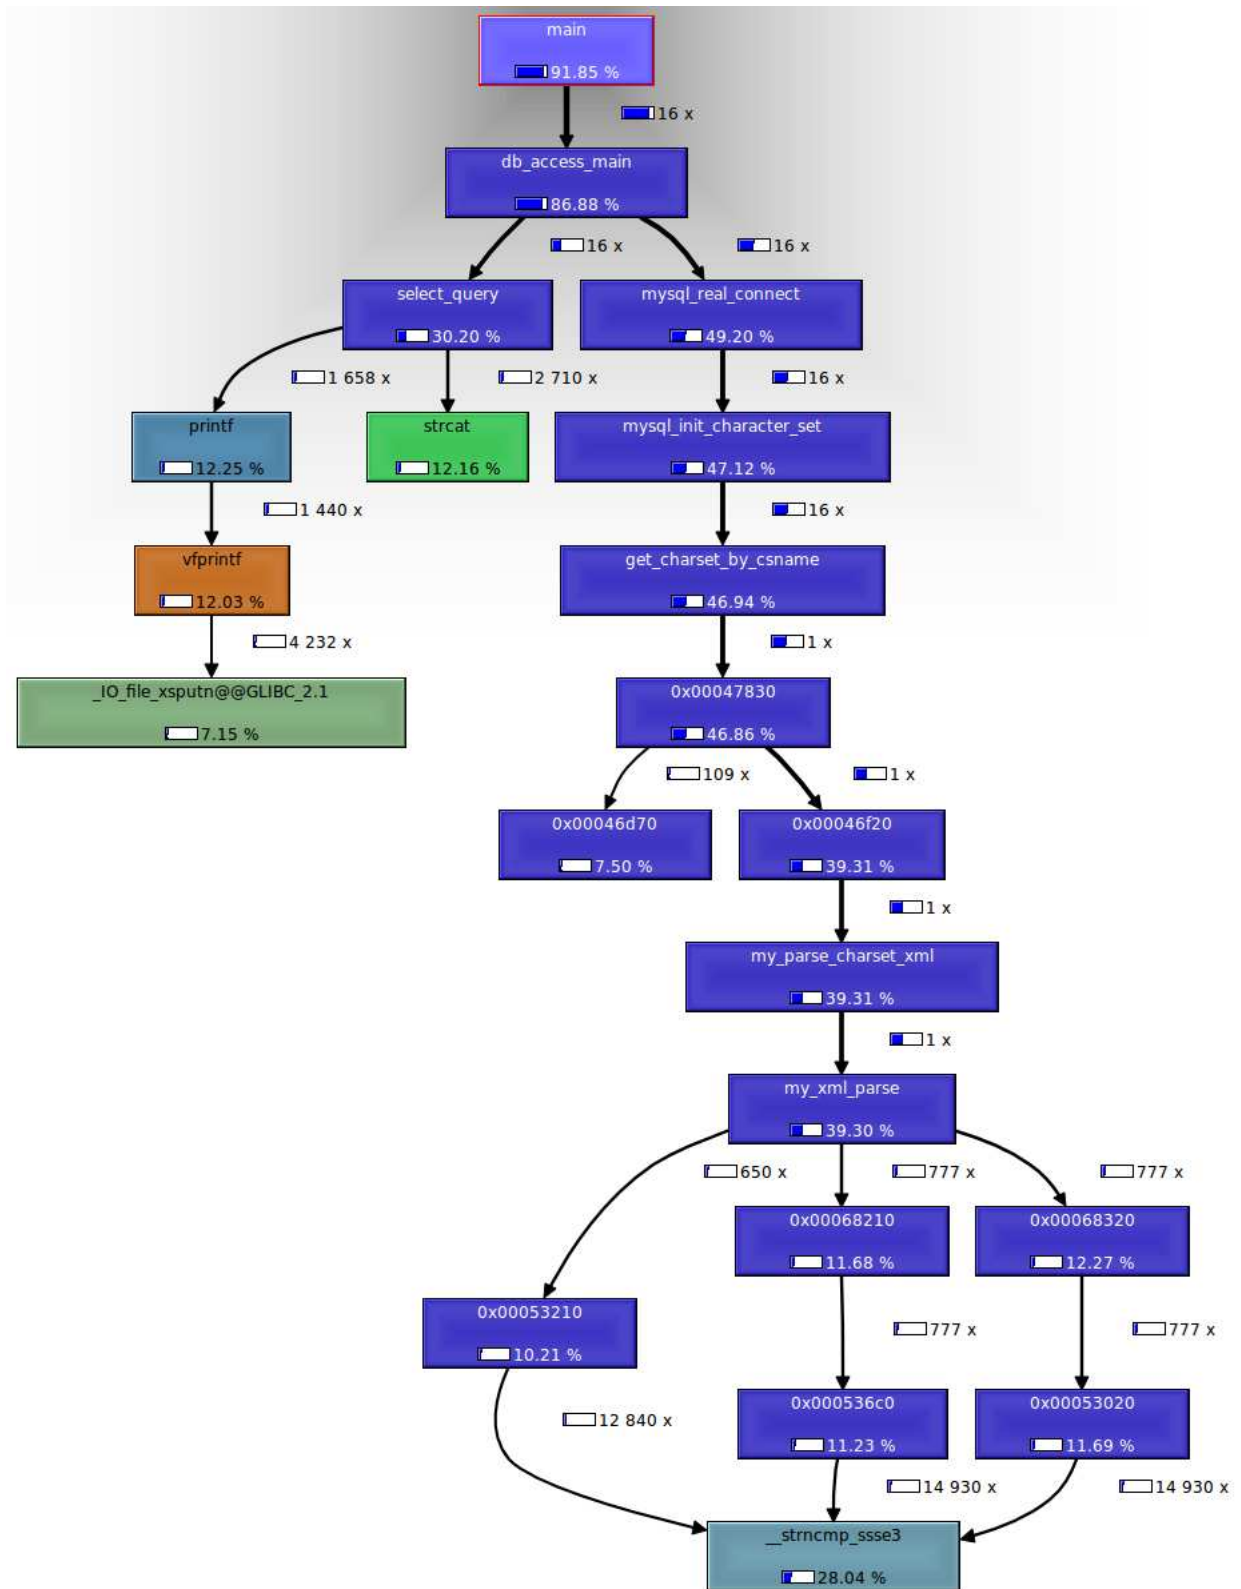 main
91.85 %
16 x
db_access_main
86.88 %
16 x
16 x
select_query
30.20 %
mysql_real_connect
49.20 %
1 658 x
2 710 x
16 x
printf
12.25 %
strcat
12.16 %
mysql_init_character_set
47.12 %
1 440 x
16 x
vfprintf
12.03 %
get_charset_by_csname
46.94 %
4 232 x
1 x
_IO_file_xsputn@@GLIBC_2.1
7.15 %
0x00047830
46.86 %
109 x
1 x
0x00046d70
7.50 %
0x00046f20
39.31 %
1 x
my_parse_charset_xml
39.31 %
1 x
my_xml_parse
39.30 %
650 x
777 x
777 x
0x00068210
11.68 %
0x00068320
12.27 %
0x00053210
10.21 %
777 x
777 x
0x000536c0
11.23 %
0x00053020
11.69 %
12 840 x
14 930 x
14 930 x
__strncmp_ssse3
28.04 %